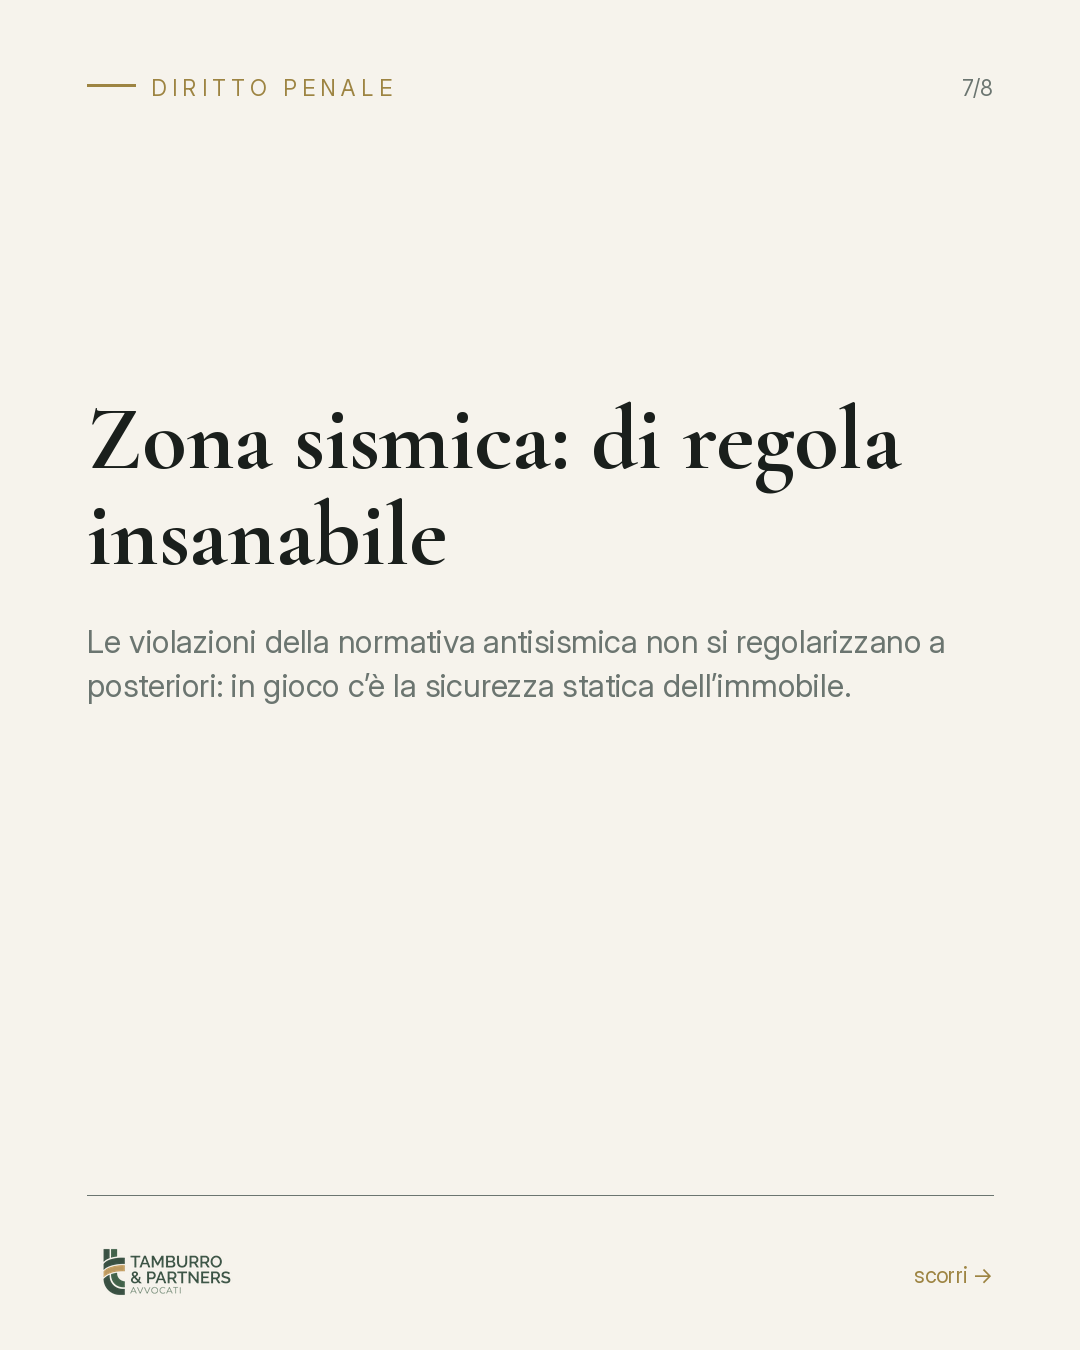 DIRITTO PENALE
7/8
Zona sismica: di regola
insanabile
Le violazioni della normativa antisismica non si regolarizzano a
posteriori: in gioco c’è la sicurezza statica dell’immobile.
TAMBURRO
& PARTNERS
AVVOCATI
scorri →